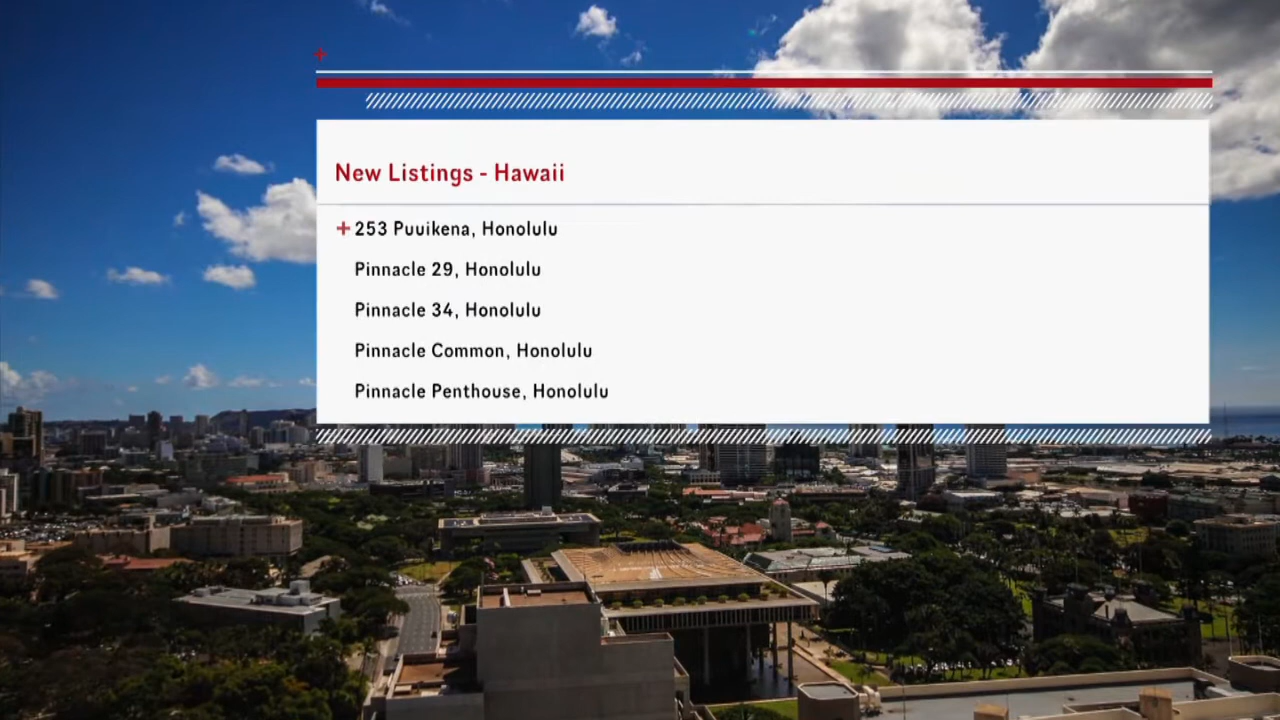 New Listings - Hawaii
253 Puuikena, Honolulu
Pinnacle 29, Honolulu
Pinnacle 34, Honolulu
Pinnacle Common, Honolulu
Pinnacle Penthouse, Honolulu